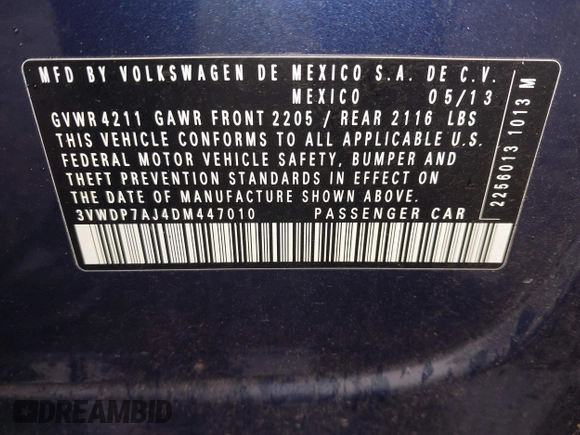 MFD BY VOLKSWAGEN DE MEXICO S.A. DE C.V.
MEXICO 05/13
GVWR 4211 GAWR FRONT 2205 / REAR 2116 LBS
THIS VEHICLE CONFORMS TO ALL APPLICABLE U.S.
FEDERAL MOTOR VEHICLE SAFETY, BUMPER AND
THEFT PREVENTION STANDARDS IN EFFECT ON
THE DATE OF MANUFACTURE SHOWN ABOVE.
3VWDP7AJ4DM447010 PASSENGER CAR
2256013 1013 M
DREAMBID